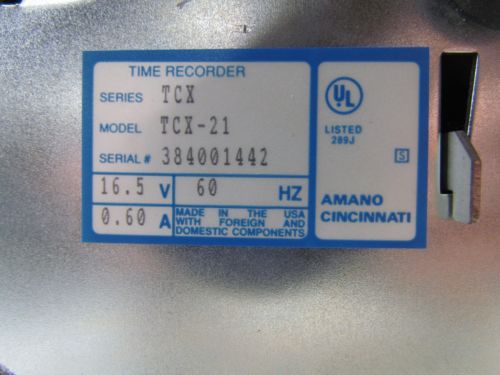 TIME RECORDER
SERIES TCX
MODEL TCX-21
SERIAL # 384001442
16.5 V 60 HZ
0.60 A
MADE IN THE USA
WITH FOREIGN AND
DOMESTIC COMPONENTS
UL
LISTED
289J
S
AMANO
CINCINNATI